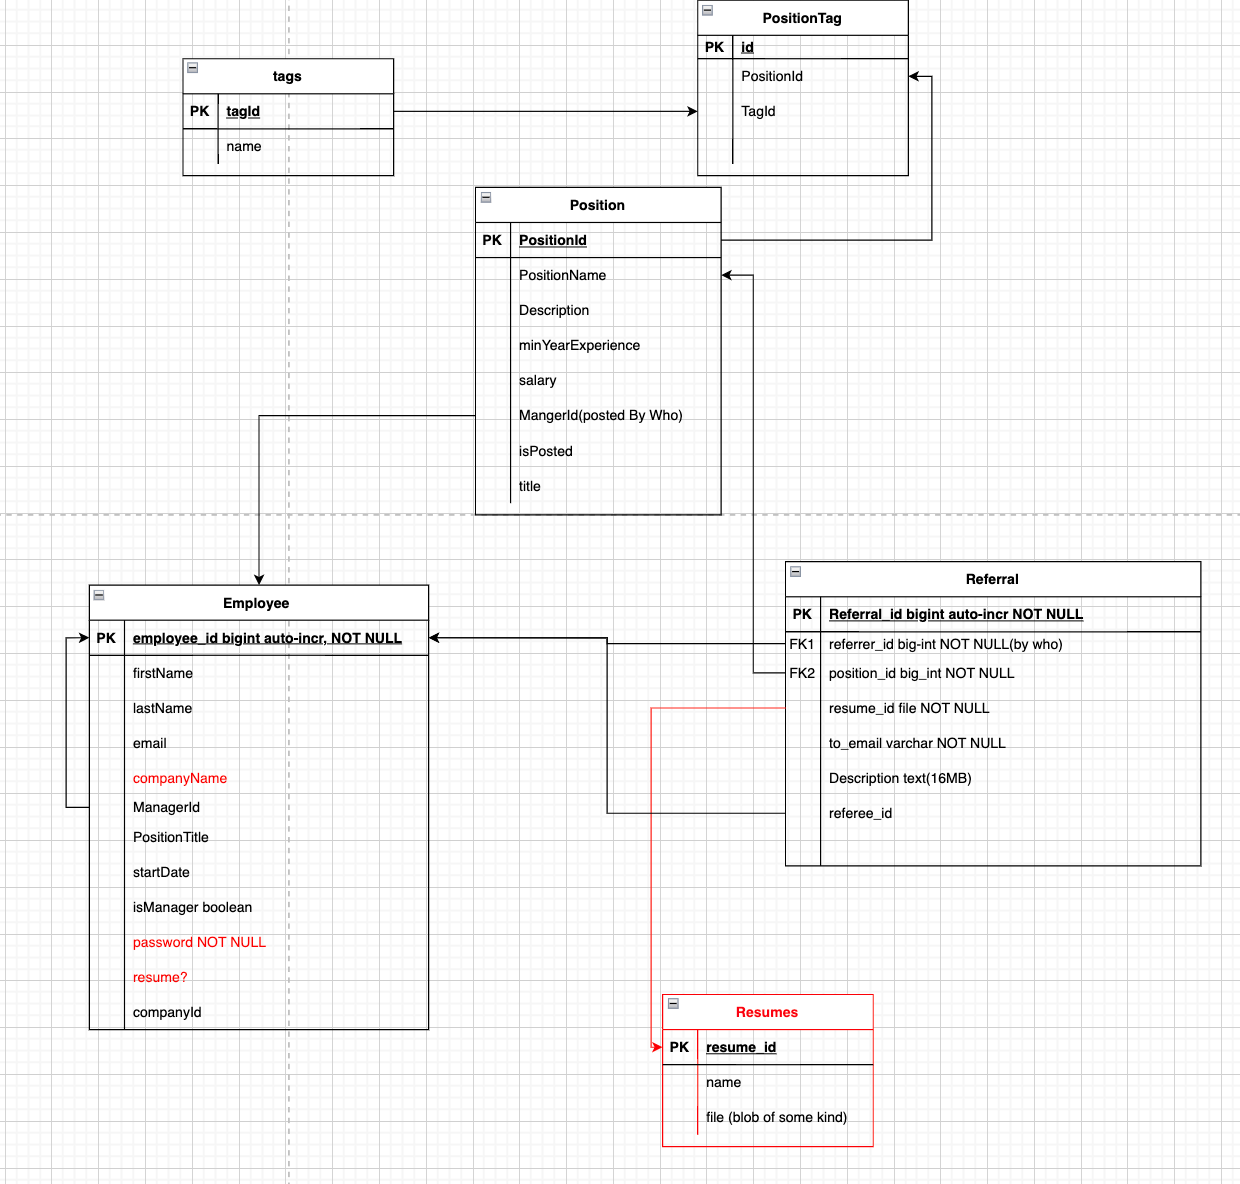 PositionTag
PK id
PositionId
TagId
tags
PK tagId
name
Position
PK PositionId
PositionName
Description
minYearExperience
salary
MangerId(posted By Who)
isPosted
title
Employee
PK employee_id bigint auto-incr, NOT NULL
firstName
lastName
email
companyName
ManagerId
PositionTitle
startDate
isManager boolean
password NOT NULL
resume?
companyId
Referral
PK Referral_id bigint auto-incr NOT NULL
FK1 referrer_id big-int NOT NULL(by who)
FK2 position_id big_int NOT NULL
resume_id file NOT NULL
to_email varchar NOT NULL
Description text(16MB)
referee_id
Resumes
PK resume_id
name
file (blob of some kind)